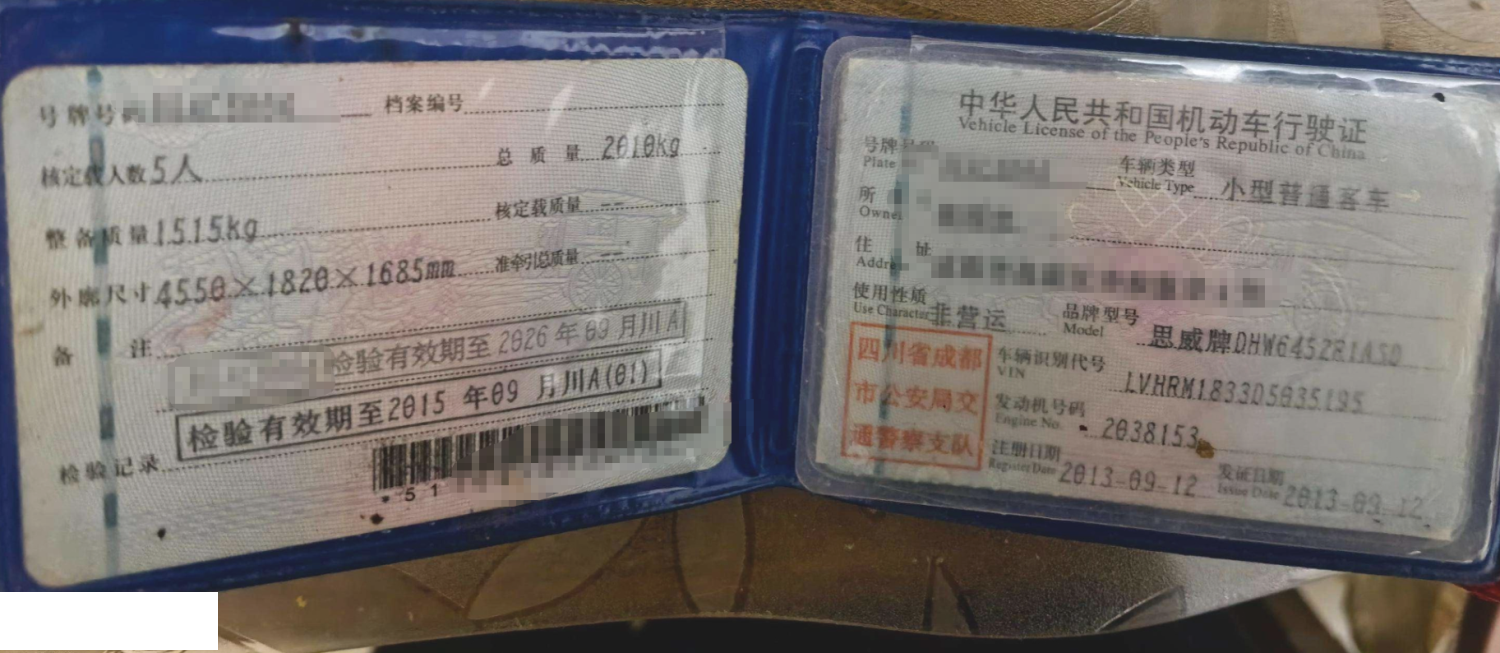 号牌号码 档案编号
核定载人数 5人 总质量 2010kg
整备质量 1515kg 核定载质量 --
外廓尺寸 4550×1820×1685mm 准牵引总质量 --
备注
检验有效期至 2026 年 09 月川 A
检验有效期至2015 年09 月川A(01)
检验记录
*51
中华人民共和国机动车行驶证
Vehicle License of the People's Republic of China
号牌号码 车辆类型 小型普通客车
Plate Vehicle Type
所
Owner
住址
Address
使用性质 非营运 品牌型号 思威牌DHW6452R1ASD
Use Character Model
四川省成都
市公安局交
通警察支队
车辆识别代号 LVHRM1833D5035195
VIN
发动机号码 2038153
Engine No.
注册日期 2013-09-12 发证日期 2013-09-12
Register Date Issue Date